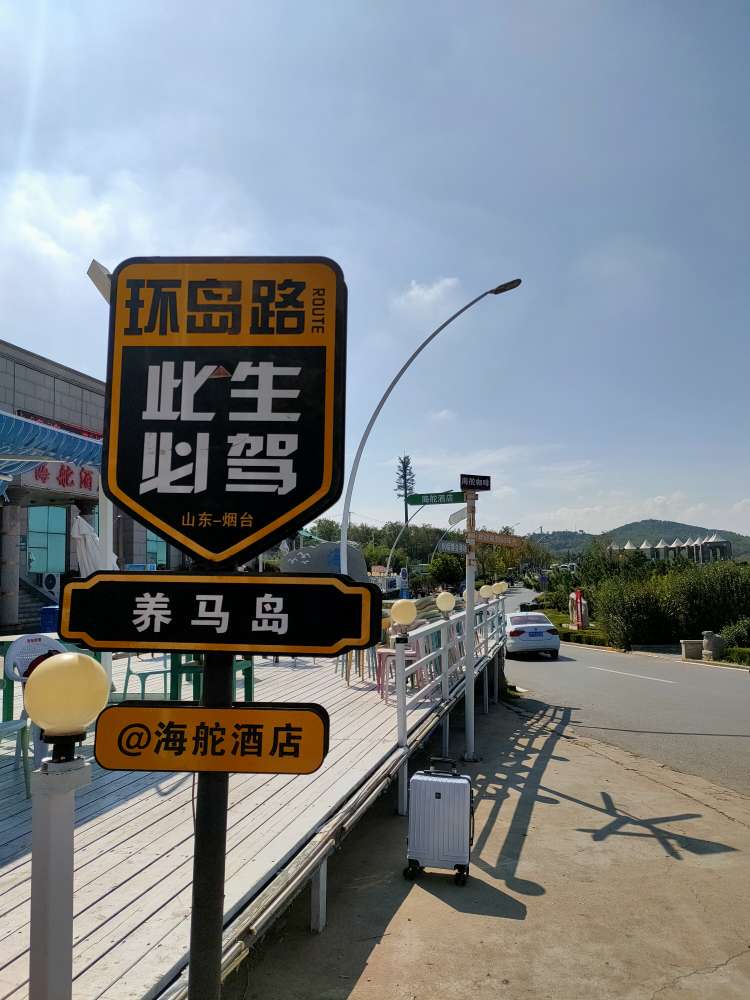 环岛路
ROUTE
此生
必驾
山东-烟台
养马岛
@海舵酒店
海舵酒
海舵咖啡
海舵酒店